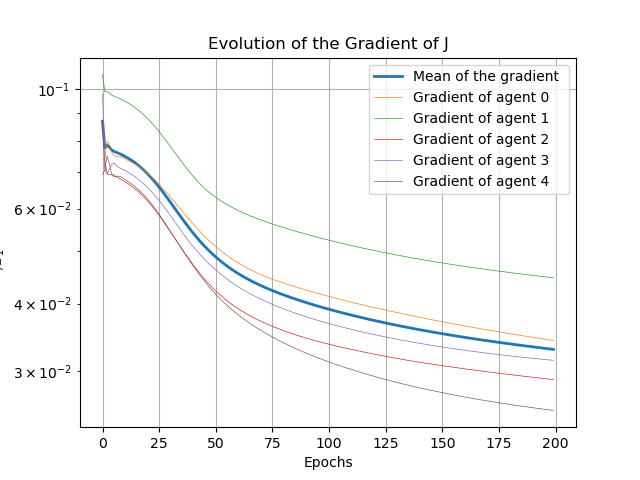 Evolution of the Gradient of J
Mean of the gradient
Gradient of agent 0
Gradient of agent 1
Gradient of agent 2
Gradient of agent 3
Gradient of agent 4
10⁻¹
6 × 10⁻²
4 × 10⁻²
3 × 10⁻²
0 25 50 75 100 125 150 175 200
Epochs